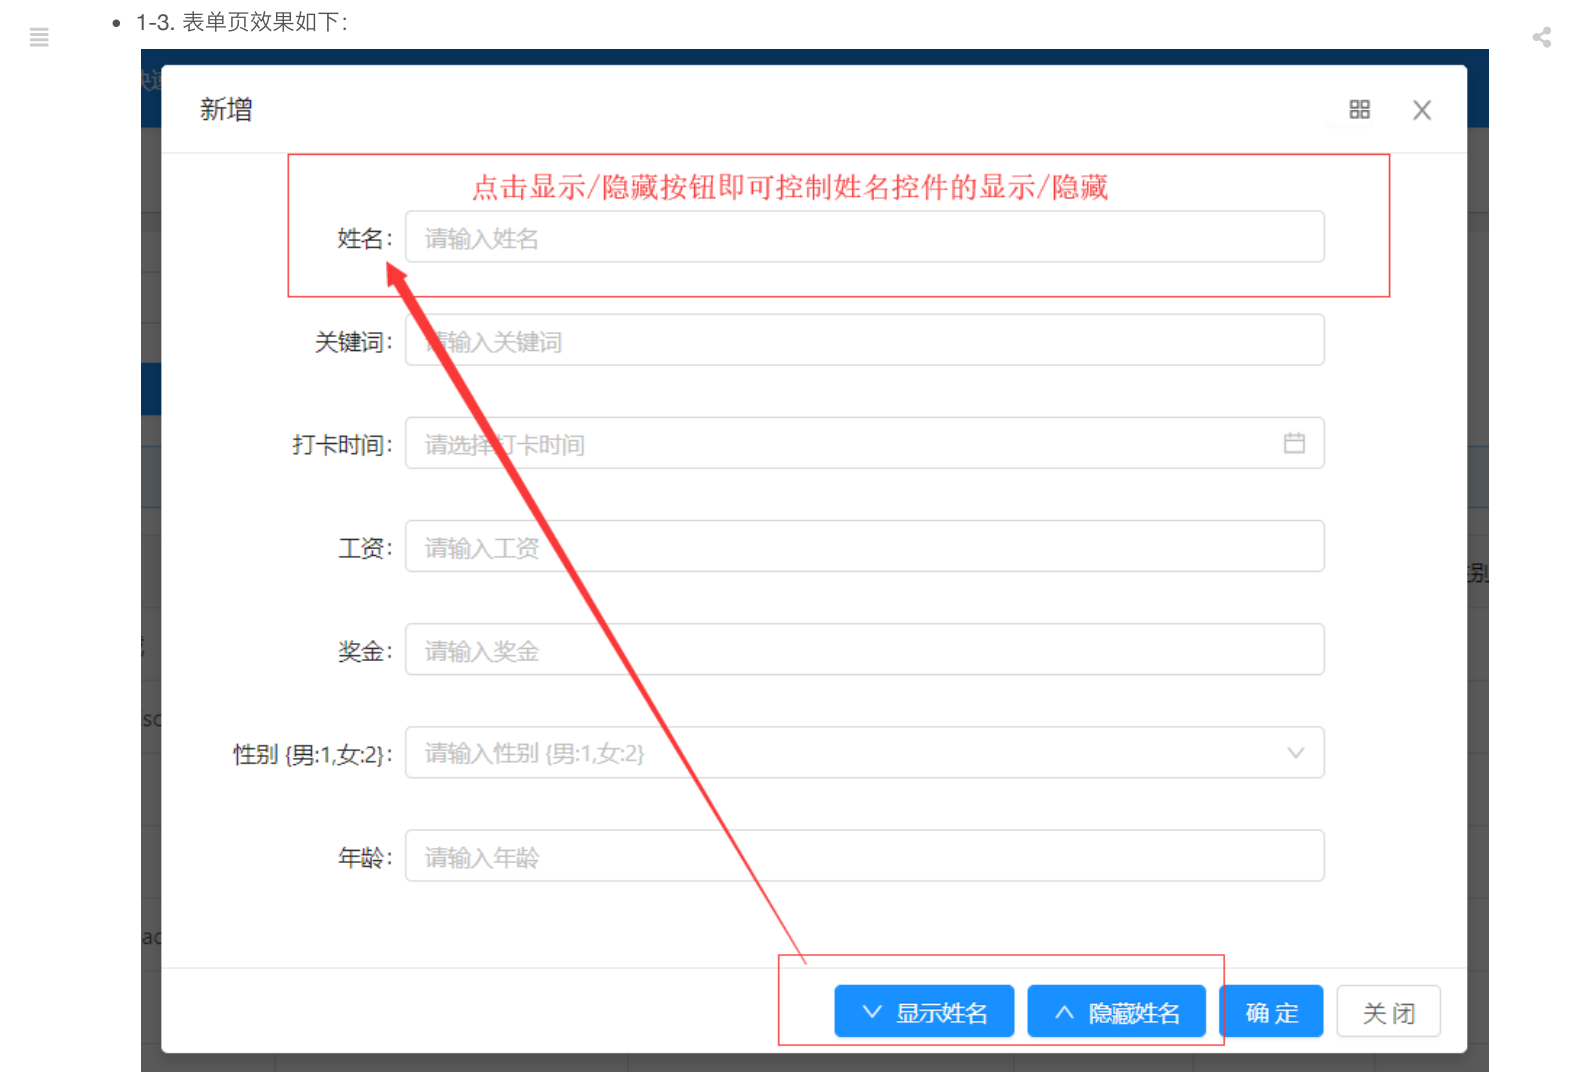 1-3. 表单页效果如下：
新增
点击显示/隐藏按钮即可控制姓名控件的显示/隐藏
姓名: 请输入姓名
关键词: 请输入关键词
打卡时间: 请选择打卡时间
工资: 请输入工资
别
奖金: 请输入奖金
sc
性别 {男:1,女:2}: 请输入性别 {男:1,女:2}
年龄: 请输入年龄
ac
显示姓名 隐藏姓名 确 定 关 闭